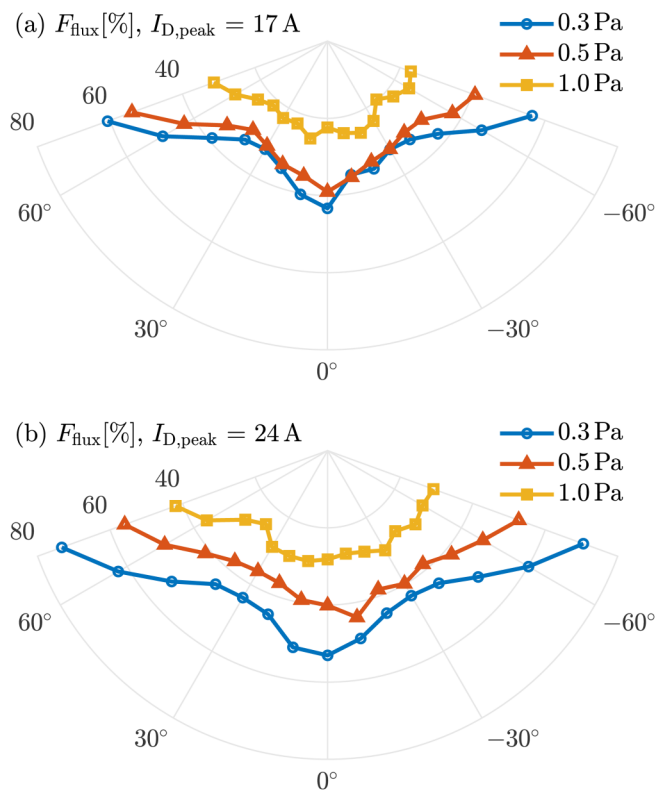 (a) F_flux[%], I_D,peak = 17 A
0.3 Pa
0.5 Pa
1.0 Pa
40
60
80
60°
−60°
30°
−30°
0°
(b) F_flux[%], I_D,peak = 24 A
0.3 Pa
0.5 Pa
1.0 Pa
40
60
80
60°
−60°
30°
−30°
0°